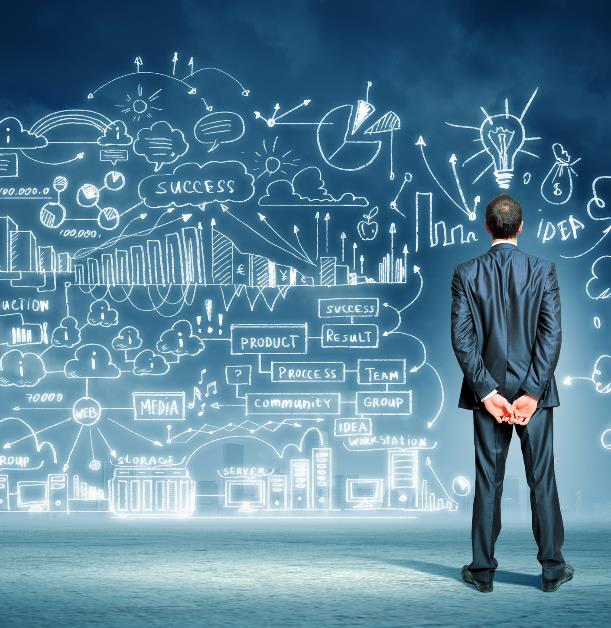 SUCCESS
100.000.0
100.000
IDEA
€
¥
$
UCTION
SUCCESS
!!
PRODUCT
RESULT
?
PROCCESS
TEAM
70000
WEB
MEDIA
COMMUNITY
GROUP
IDEA
WORKSTATION
ROUP
STORAGE
SERVER
i
i
i
i
i
i
i
i